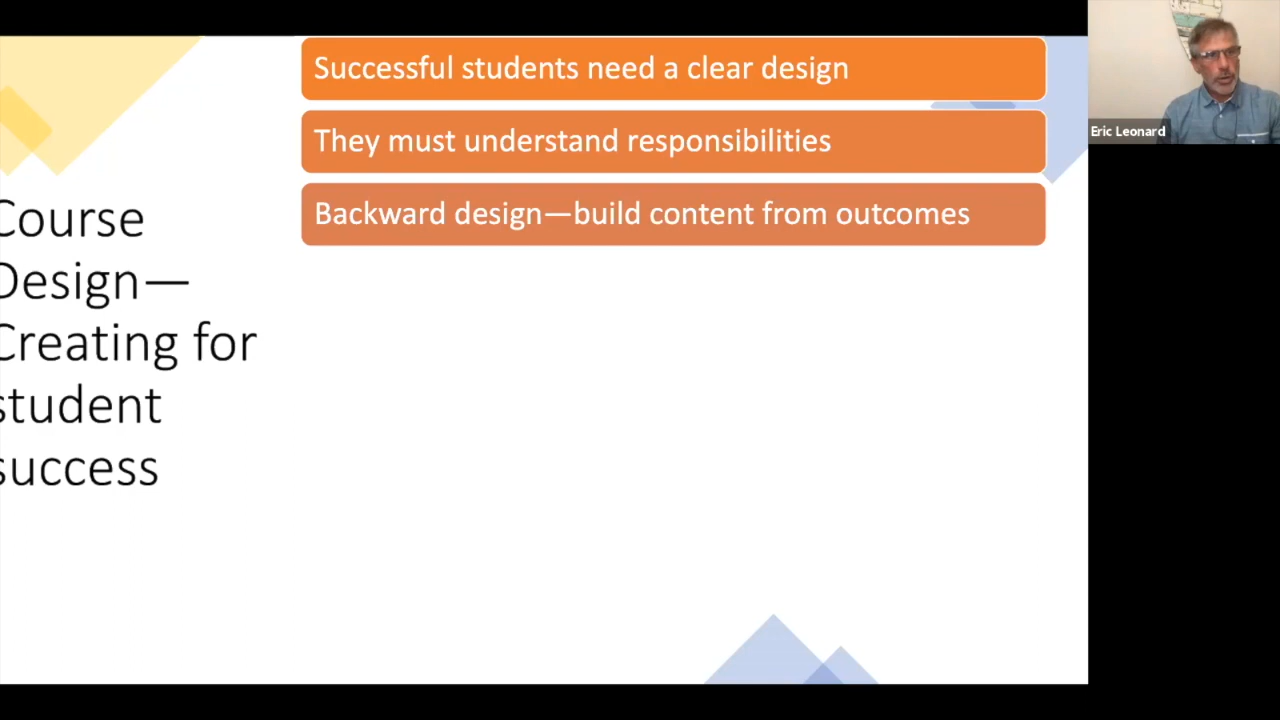 Successful students need a clear design
They must understand responsibilities
Backward design—build content from outcomes
Course
Design—
Creating for
student
success
Eric Leonard